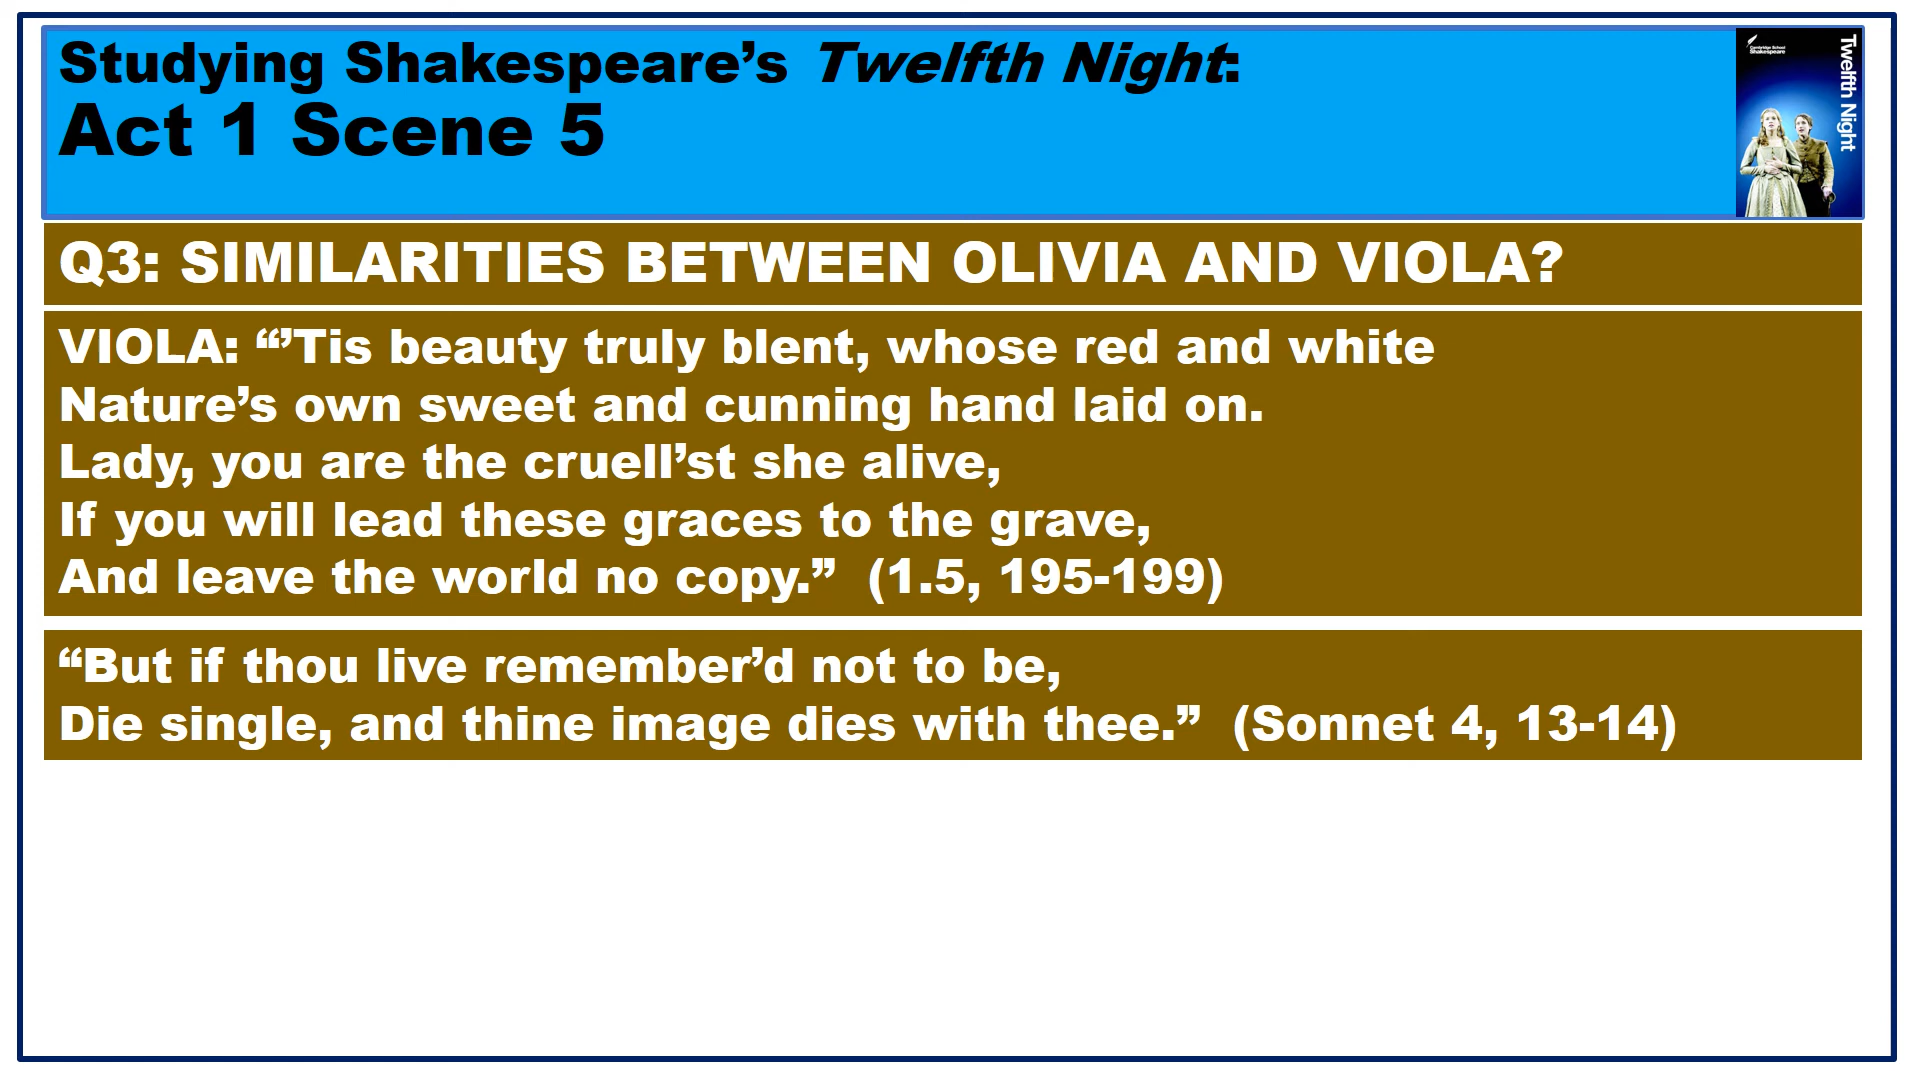 Studying Shakespeare’s Twelfth Night:
Act 1 Scene 5
Cambridge School
Shakespeare
Twelfth Night
Q3: SIMILARITIES BETWEEN OLIVIA AND VIOLA?
VIOLA: “’Tis beauty truly blent, whose red and white
Nature’s own sweet and cunning hand laid on.
Lady, you are the cruell’st she alive,
If you will lead these graces to the grave,
And leave the world no copy.”  (1.5, 195-199)
“But if thou live remember’d not to be,
Die single, and thine image dies with thee.”  (Sonnet 4, 13-14)